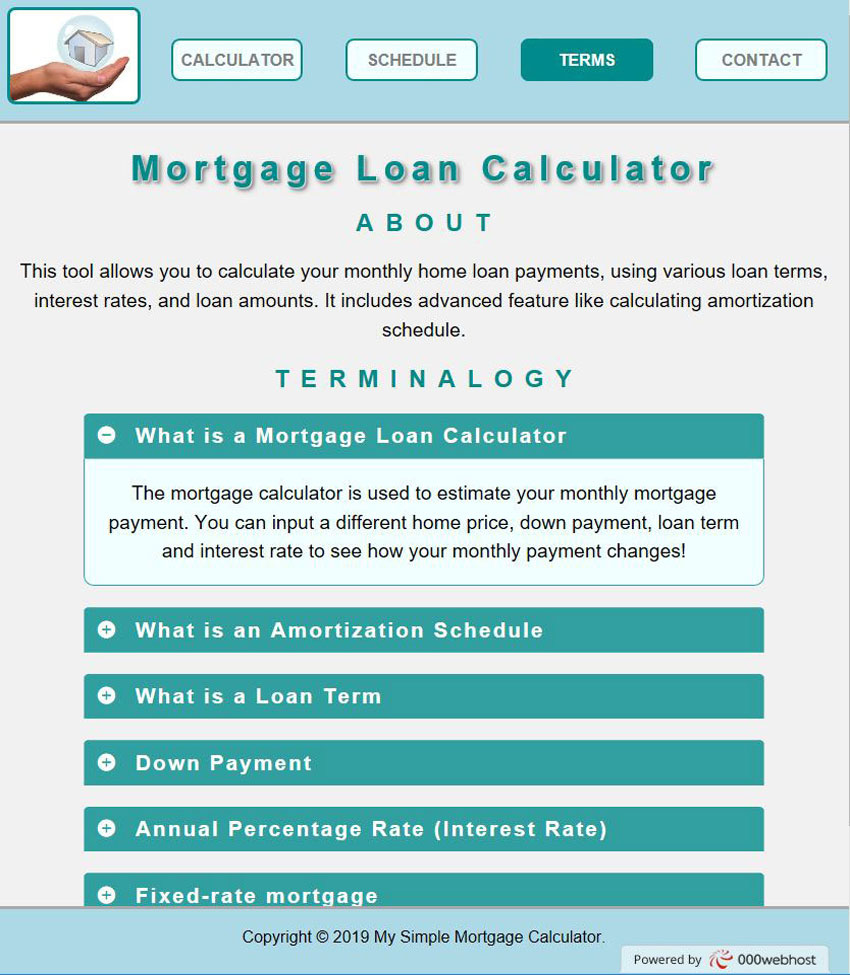 CALCULATOR SCHEDULE TERMS CONTACT
Mortgage Loan Calculator
ABOUT
This tool allows you to calculate your monthly home loan payments, using various loan terms,
interest rates, and loan amounts. It includes advanced feature like calculating amortization
schedule.
TERMINALOGY
What is a Mortgage Loan Calculator
The mortgage calculator is used to estimate your monthly mortgage
payment. You can input a different home price, down payment, loan term
and interest rate to see how your monthly payment changes!
What is an Amortization Schedule
What is a Loan Term
Down Payment
Annual Percentage Rate (Interest Rate)
Fixed-rate mortgage
Copyright © 2019 My Simple Mortgage Calculator.
Powered by 000webhost